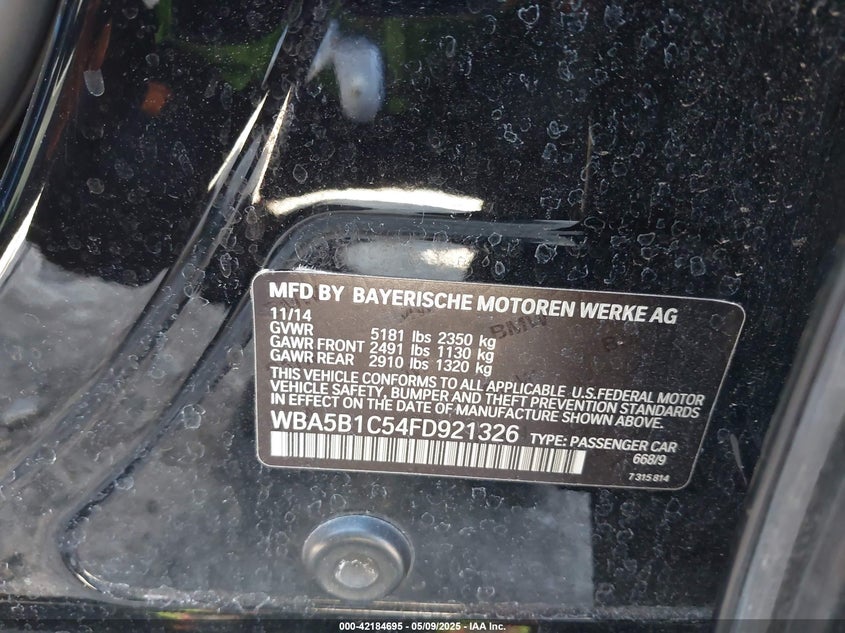 MFD BY BAYERISCHE MOTOREN WERKE AG
11/14
GVWR 5181 lbs 2350 kg
GAWR FRONT 2491 lbs 1130 kg
GAWR REAR 2910 lbs 1320 kg
THIS VEHICLE CONFORMS TO ALL APPLICABLE U.S.FEDERAL MOTOR
VEHICLE SAFETY, BUMPER AND THEFT PREVENTION STANDARDS
IN EFFECT ON THE DATE OF MANUFACTURE SHOWN ABOVE.
WBA5B1C54FD921326 TYPE: PASSENGER CAR
668/9
7 315 814
000-42184695 - 05/09/2025 - IAA Inc.